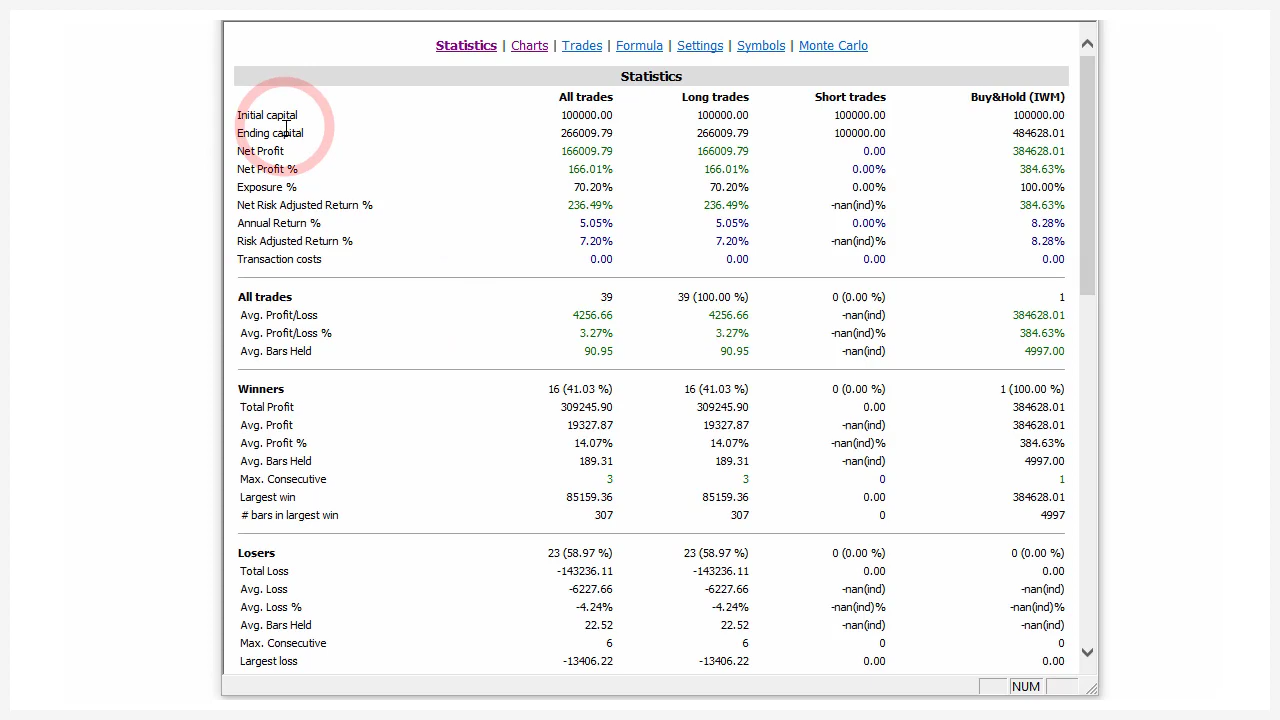 Statistics | Charts | Trades | Formula | Settings | Symbols | Monte Carlo
Statistics
All trades Long trades Short trades Buy&Hold (IWM)
Initial capital 100000.00 100000.00 100000.00 100000.00
Ending capital 266009.79 266009.79 100000.00 484628.01
Net Profit 166009.79 166009.79 0.00 384628.01
Net Profit % 166.01% 166.01% 0.00% 384.63%
Exposure % 70.20% 70.20% 0.00% 100.00%
Net Risk Adjusted Return % 236.49% 236.49% -nan(ind)% 384.63%
Annual Return % 5.05% 5.05% 0.00% 8.28%
Risk Adjusted Return % 7.20% 7.20% -nan(ind)% 8.28%
Transaction costs 0.00 0.00 0.00 0.00
All trades 39 39 (100.00 %) 0 (0.00 %) 1
Avg. Profit/Loss 4256.66 4256.66 -nan(ind) 384628.01
Avg. Profit/Loss % 3.27% 3.27% -nan(ind)% 384.63%
Avg. Bars Held 90.95 90.95 -nan(ind) 4997.00
Winners 16 (41.03 %) 16 (41.03 %) 0 (0.00 %) 1 (100.00 %)
Total Profit 309245.90 309245.90 0.00 384628.01
Avg. Profit 19327.87 19327.87 -nan(ind) 384628.01
Avg. Profit % 14.07% 14.07% -nan(ind)% 384.63%
Avg. Bars Held 189.31 189.31 -nan(ind) 4997.00
Max. Consecutive 3 3 0 1
Largest win 85159.36 85159.36 0.00 384628.01
# bars in largest win 307 307 0 4997
Losers 23 (58.97 %) 23 (58.97 %) 0 (0.00 %) 0 (0.00 %)
Total Loss -143236.11 -143236.11 0.00 0.00
Avg. Loss -6227.66 -6227.66 -nan(ind) -nan(ind)
Avg. Loss % -4.24% -4.24% -nan(ind)% -nan(ind)%
Avg. Bars Held 22.52 22.52 -nan(ind) -nan(ind)
Max. Consecutive 6 6 0 0
Largest loss -13406.22 -13406.22 0.00 0.00
NUM